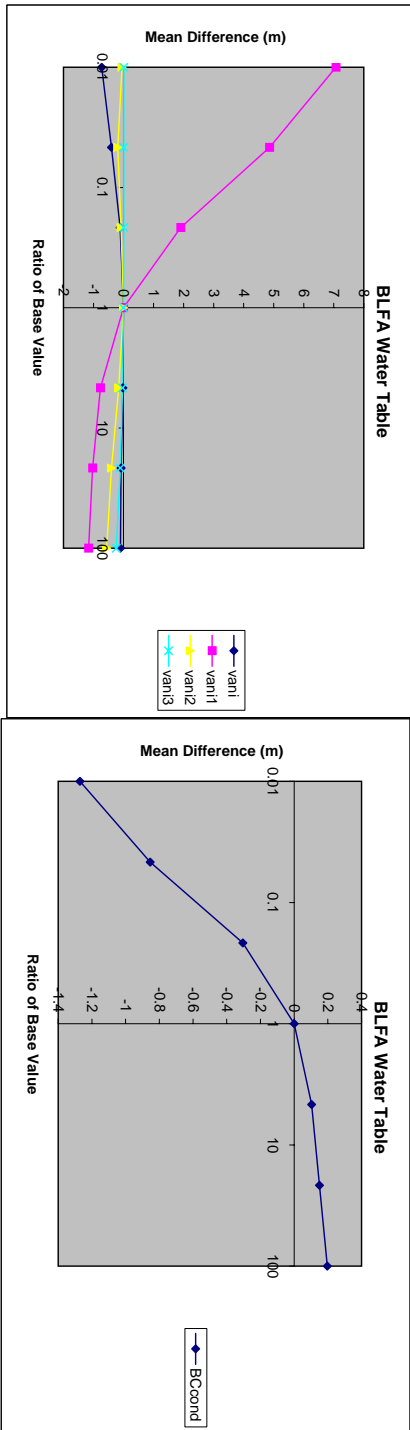 BLFA Water Table
Mean Difference (m)
8
7
6
5
4
3
2
1
0
-1
-2
0.01
0.1
1
10
100
Ratio of Base Value
vani
vani1
vani2
vani3
BLFA Water Table
Mean Difference (m)
0.4
0.2
0
-0.2
-0.4
-0.6
-0.8
-1
-1.2
-1.4
0.01
0.1
1
10
100
Ratio of Base Value
BCcond